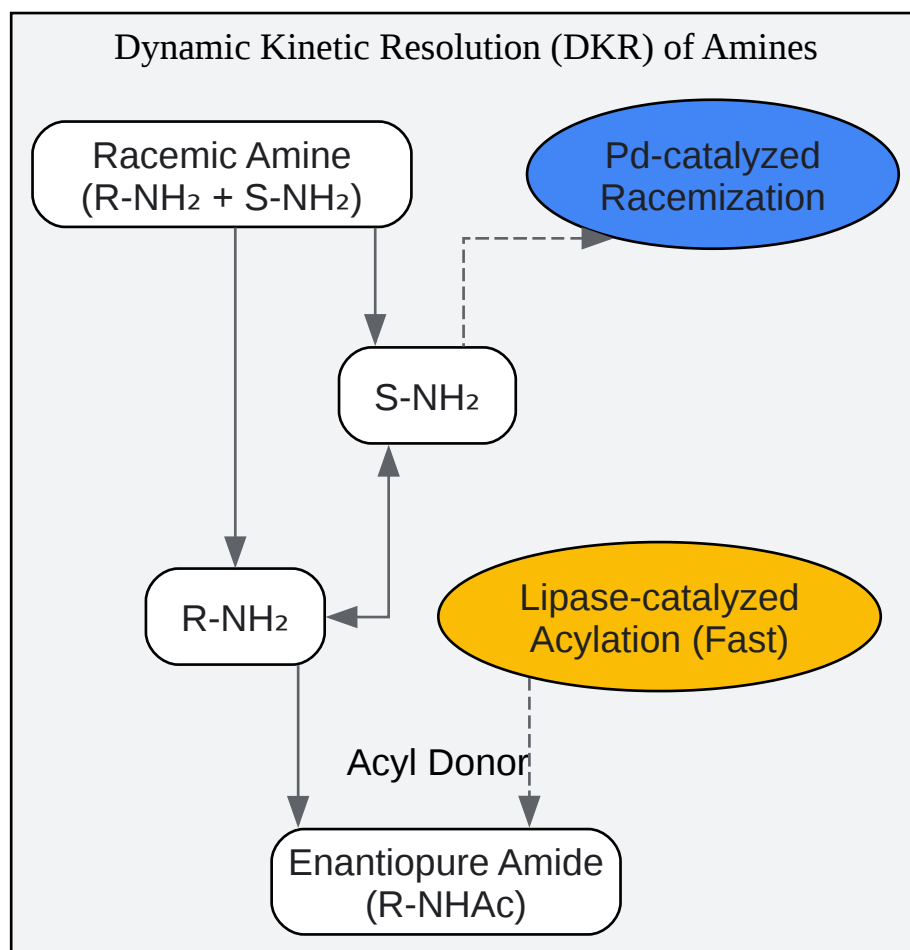 Dynamic Kinetic Resolution (DKR) of Amines
Racemic Amine
(R-NH₂ + S-NH₂)
Pd-catalyzed
Racemization
S-NH₂
R-NH₂
Lipase-catalyzed
Acylation (Fast)
Acyl Donor
Enantiopure Amide
(R-NHAc)